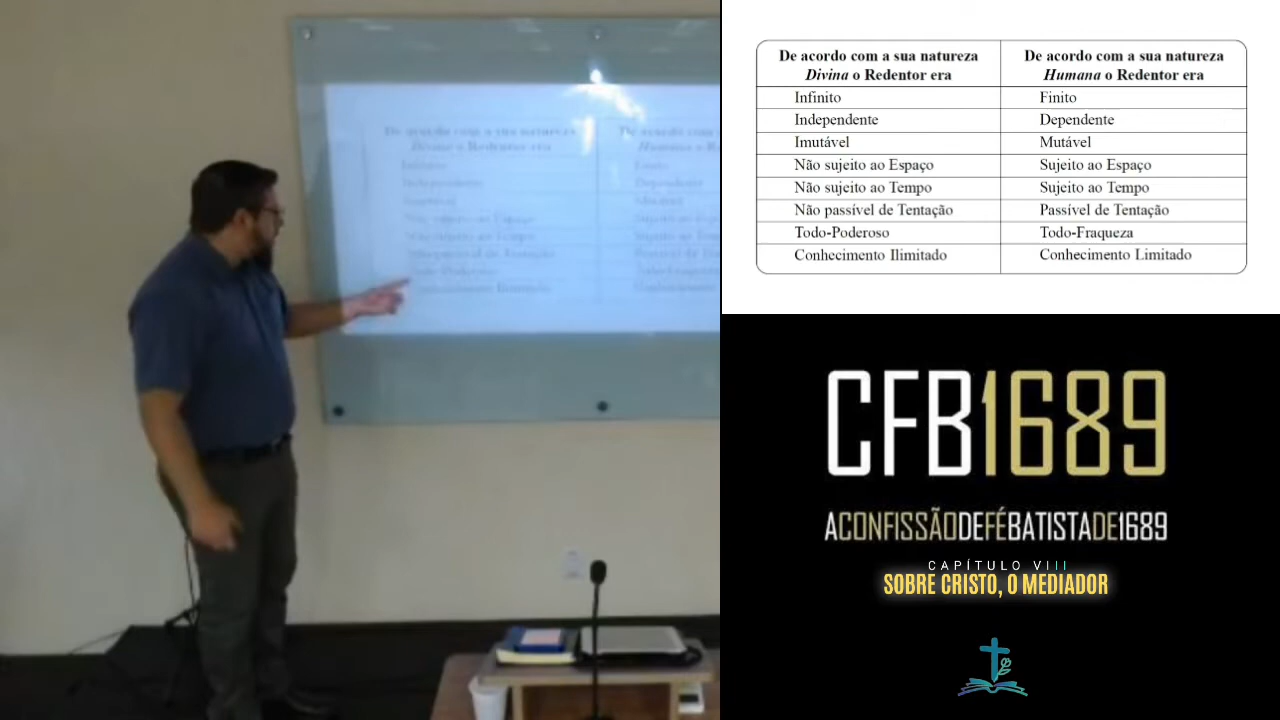 De acordo com a sua natureza
Divina o Redentor era
De acordo com a sua natureza
Humana o Redentor era
Infinito
Finito
Independente
Dependente
Imutável
Mutável
Não sujeito ao Espaço
Sujeito ao Espaço
Não sujeito ao Tempo
Sujeito ao Tempo
Não passível de Tentação
Passível de Tentação
Todo-Poderoso
Todo-Fraqueza
Conhecimento Ilimitado
Conhecimento Limitado
CFB1689
ACONFISSÃODEFÉBATISTADE1689
CAPÍTULO VIII
SOBRE CRISTO, O MEDIADOR